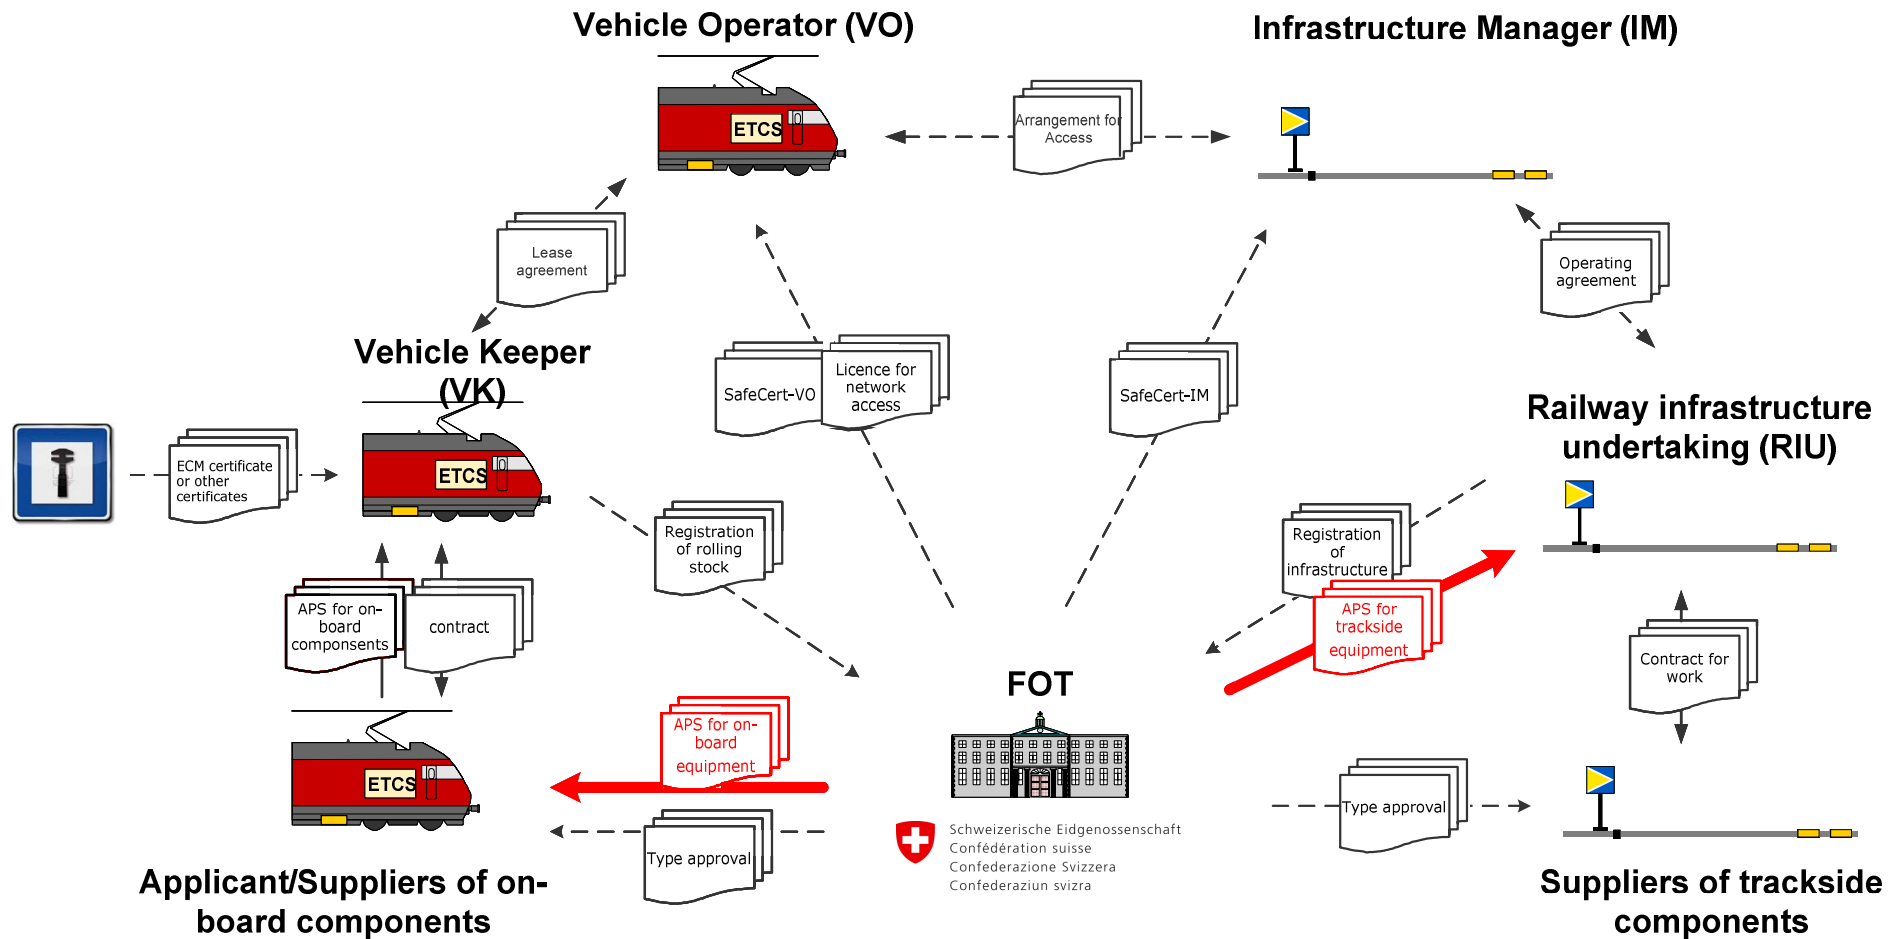 Vehicle Operator (VO)
Infrastructure Manager (IM)
ETCS
Arrangement for
Access
Lease
agreement
Operating
agreement
Vehicle Keeper
(VK)
SafeCert-VO
Licence for
network
access
SafeCert-IM
Railway infrastructure
undertaking (RIU)
ECM certificate
or other
certificates
ETCS
Registration
of rolling
stock
Registration
of
infrastructure
APS for on-
board
components
contract
APS for
trackside
equipment
Contract for
work
FOT
APS for on-
board
equipment
ETCS
Type approval
Type approval
Schweizerische Eidgenossenschaft
Confédération suisse
Confederazione Svizzera
Confederaziun svizra
Applicant/Suppliers of on-
board components
Suppliers of trackside
components